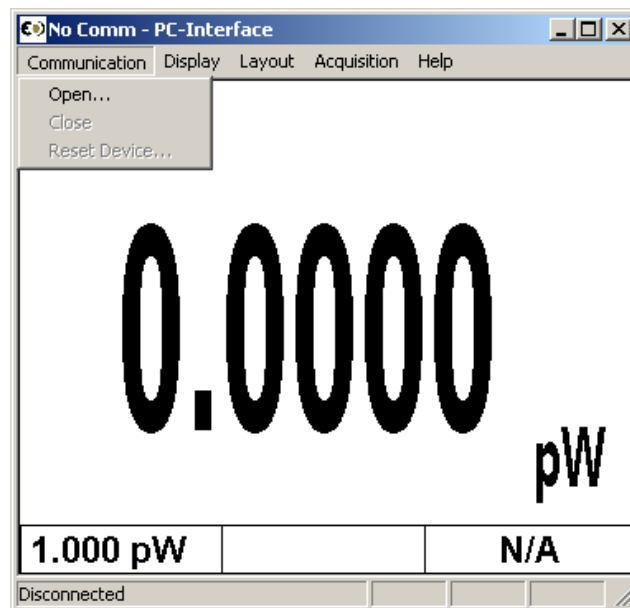 No Comm - PC-Interface
Communication Display Layout Acquisition Help
Open...
Close
Reset Device...
0.0000
pW
1.000 pW N/A
Disconnected